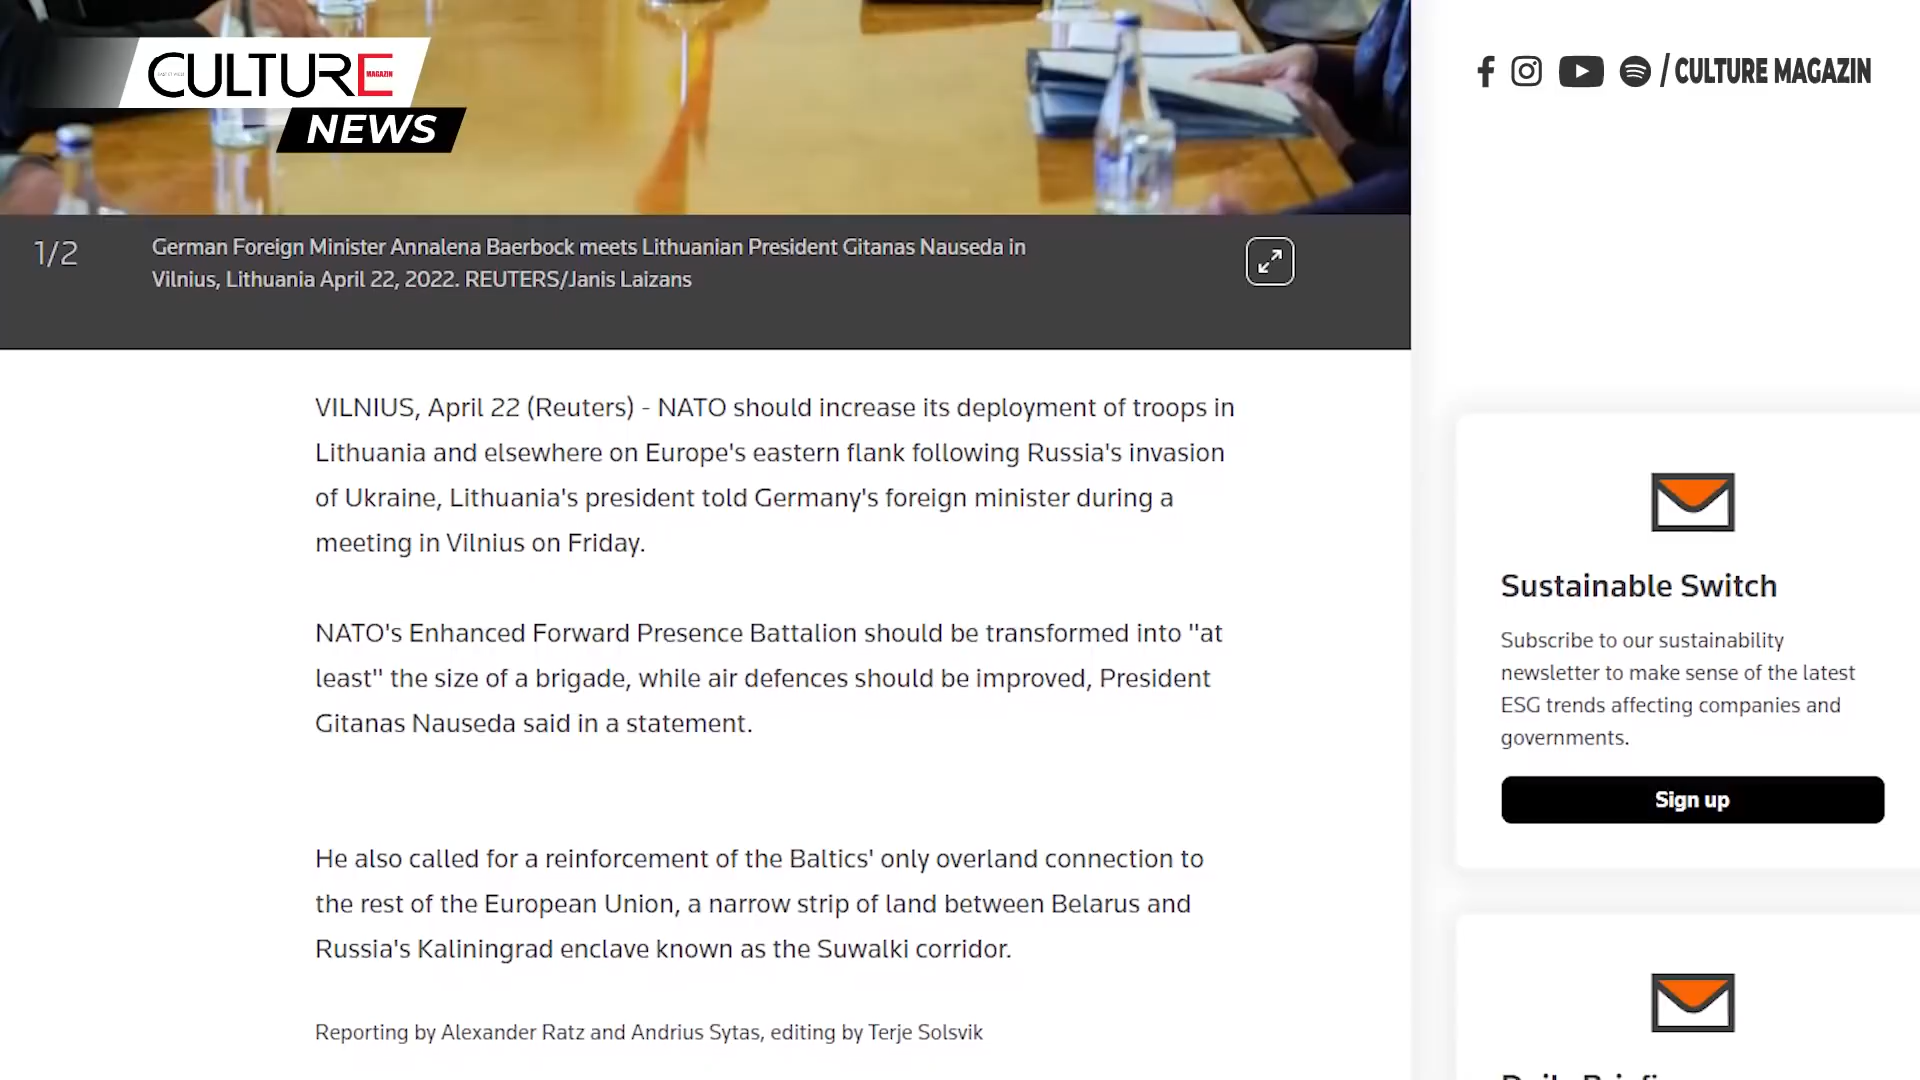 CULTURE
MAGAZIN
NEWS
/ CULTURE MAGAZIN
1/2
German Foreign Minister Annalena Baerbock meets Lithuanian President Gitanas Nauseda in
Vilnius, Lithuania April 22, 2022. REUTERS/Janis Laizans
VILNIUS, April 22 (Reuters) - NATO should increase its deployment of troops in
Lithuania and elsewhere on Europe's eastern flank following Russia's invasion
of Ukraine, Lithuania's president told Germany's foreign minister during a
meeting in Vilnius on Friday.
NATO's Enhanced Forward Presence Battalion should be transformed into "at
least" the size of a brigade, while air defences should be improved, President
Gitanas Nauseda said in a statement.
He also called for a reinforcement of the Baltics' only overland connection to
the rest of the European Union, a narrow strip of land between Belarus and
Russia's Kaliningrad enclave known as the Suwalki corridor.
Reporting by Alexander Ratz and Andrius Sytas, editing by Terje Solsvik
Sustainable Switch
Subscribe to our sustainability
newsletter to make sense of the latest
ESG trends affecting companies and
governments.
Sign up